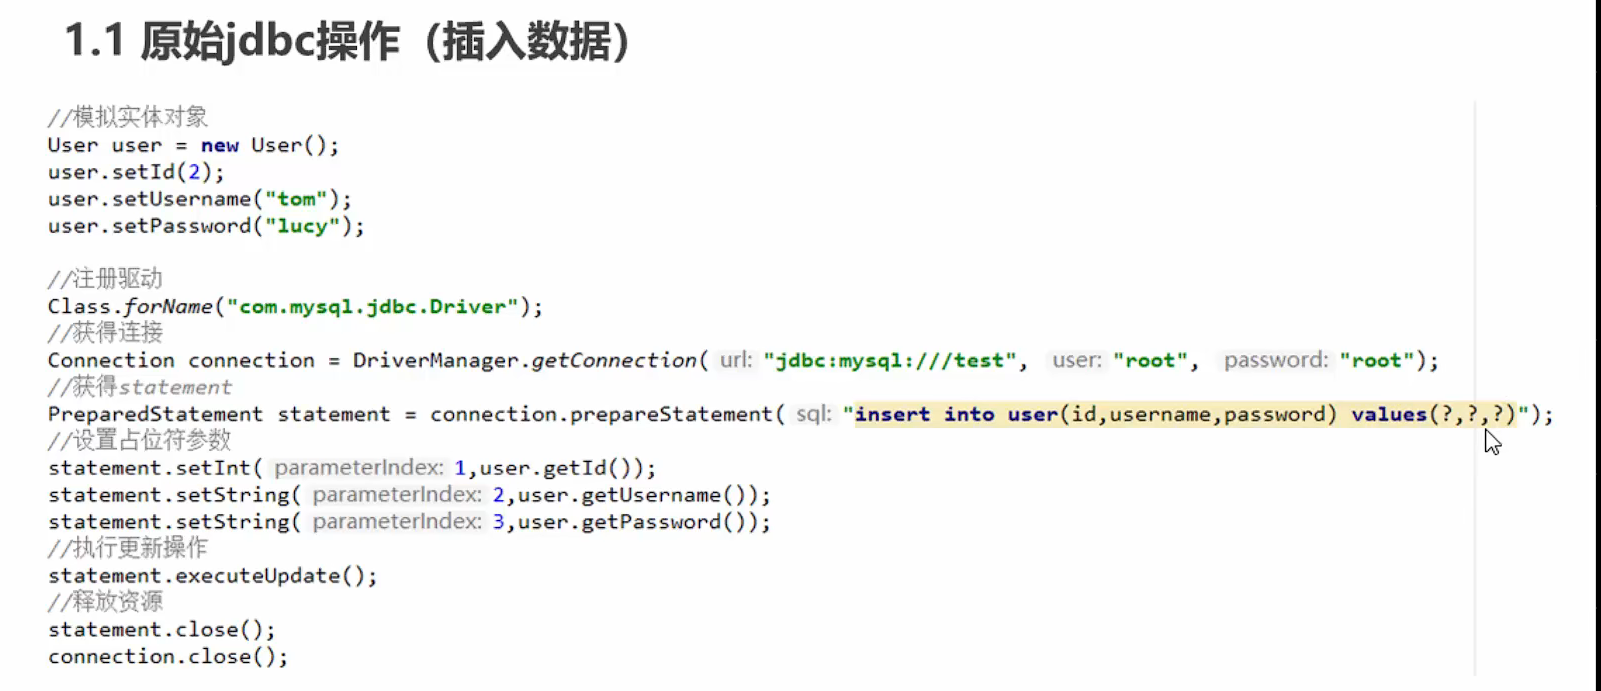 1.1 原始jdbc操作（插入数据）
//模拟实体对象
User user = new User();
user.setId(2);
user.setUsername("tom");
user.setPassword("lucy");
//注册驱动
Class.forName("com.mysql.jdbc.Driver");
//获得连接
Connection connection = DriverManager.getConnection( url: "jdbc:mysql:///test", user: "root", password: "root");
//获得statement
PreparedStatement statement = connection.prepareStatement( sql: "insert into user(id,username,password) values(?,?,?)");
//设置占位符参数
statement.setInt( parameterIndex: 1,user.getId());
statement.setString( parameterIndex: 2,user.getUsername());
statement.setString( parameterIndex: 3,user.getPassword());
//执行更新操作
statement.executeUpdate();
//释放资源
statement.close();
connection.close();